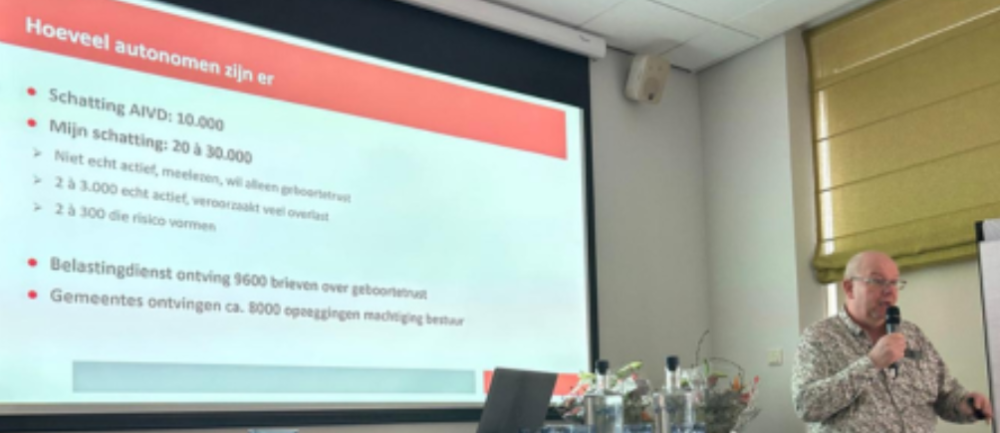 Hoeveel autonomen zijn er
• Schatting AIVD: 10.000
• Mijn schatting: 20 à 30.000
➢ Niet echt actief, meelezen, wil alleen geboortetrust
➢ 2 à 3.000 echt actief, veroorzaakt veel overlast
➢ 2 à 300 die risico vormen
• Belastingdienst ontving 9600 brieven over geboortetrust
• Gemeentes ontvingen ca. 8000 opzeggingen machtiging bestuur